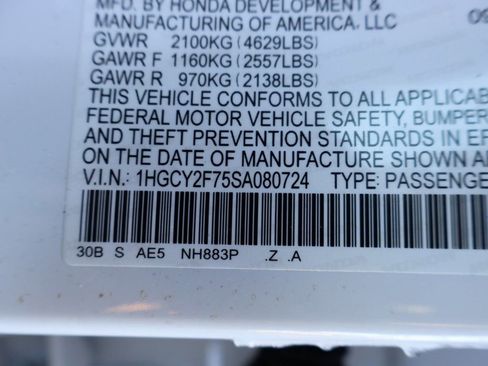 MFD. BY HONDA DEVELOPMENT &
MANUFACTURING OF AMERICA, LLC 09
GVWR 2100KG (4629LBS)
GAWR F 1160KG (2557LBS)
GAWR R 970KG (2138LBS)
THIS VEHICLE CONFORMS TO ALL APPLICAB
FEDERAL MOTOR VEHICLE SAFETY, BUMPER
AND THEFT PREVENTION STANDARDS IN EF
ON THE DATE OF MANUFACTURE SHOWN A
V.I.N.: 1HGCY2F75SA080724 TYPE: PASSENGE
30B S AE5 NH883P .Z .A